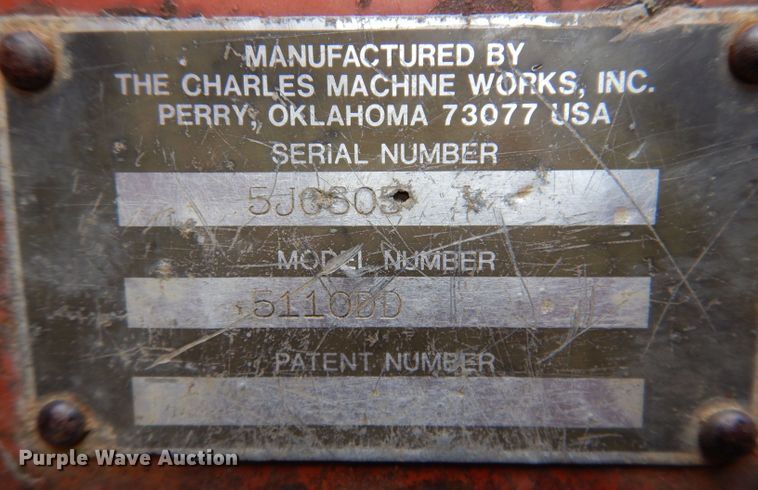 MANUFACTURED BY
THE CHARLES MACHINE WORKS, INC.
PERRY, OKLAHOMA 73077 USA
SERIAL NUMBER
MODEL NUMBER
5110DD
PATENT NUMBER
Purple Wave Auction